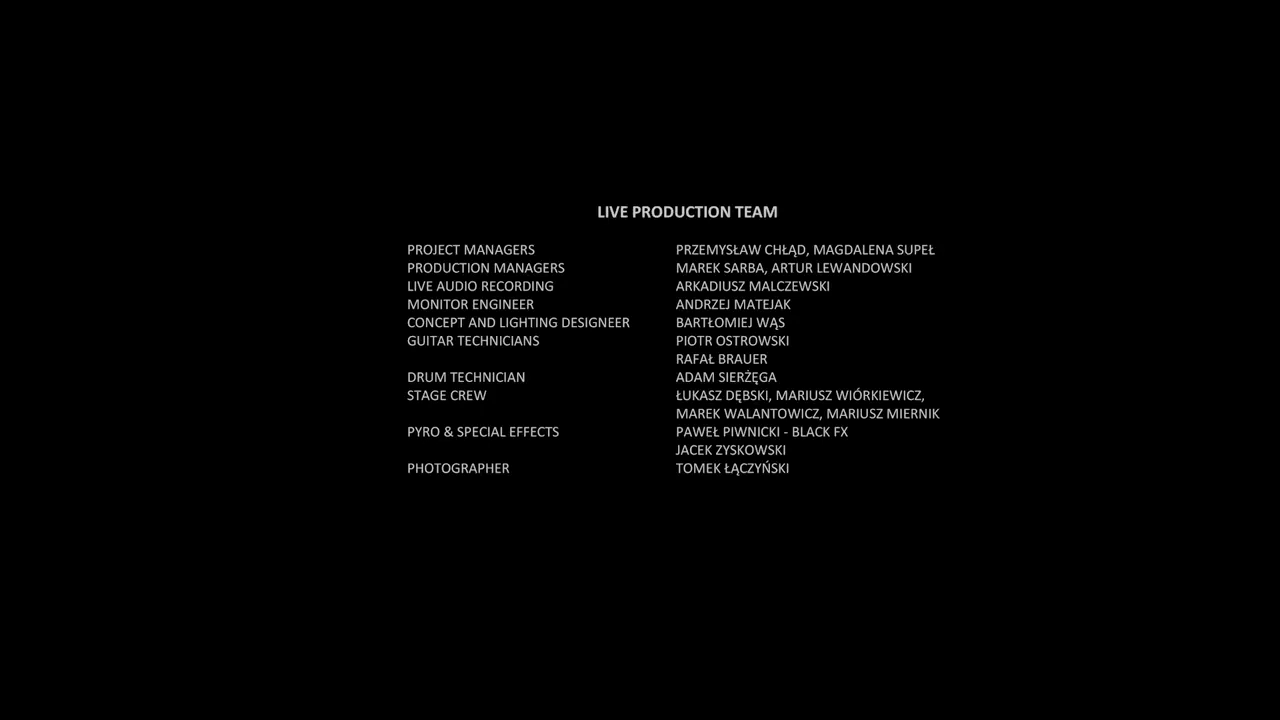 LIVE PRODUCTION TEAM
PROJECT MANAGERS PRZEMYSŁAW CHŁĄD, MAGDALENA SUPEŁ
PRODUCTION MANAGERS MAREK SARBA, ARTUR LEWANDOWSKI
LIVE AUDIO RECORDING ARKADIUSZ MALCZEWSKI
MONITOR ENGINEER ANDRZEJ MATEJAK
CONCEPT AND LIGHTING DESIGNEER BARTŁOMIEJ WĄS
GUITAR TECHNICIANS PIOTR OSTROWSKI
RAFAŁ BRAUER
DRUM TECHNICIAN ADAM SIERŻĘGA
STAGE CREW ŁUKASZ DĘBSKI, MARIUSZ WIÓRKIEWICZ,
MAREK WALANTOWICZ, MARIUSZ MIERNIK
PYRO & SPECIAL EFFECTS PAWEŁ PIWNICKI - BLACK FX
JACEK ZYSKOWSKI
PHOTOGRAPHER TOMEK ŁĄCZYŃSKI